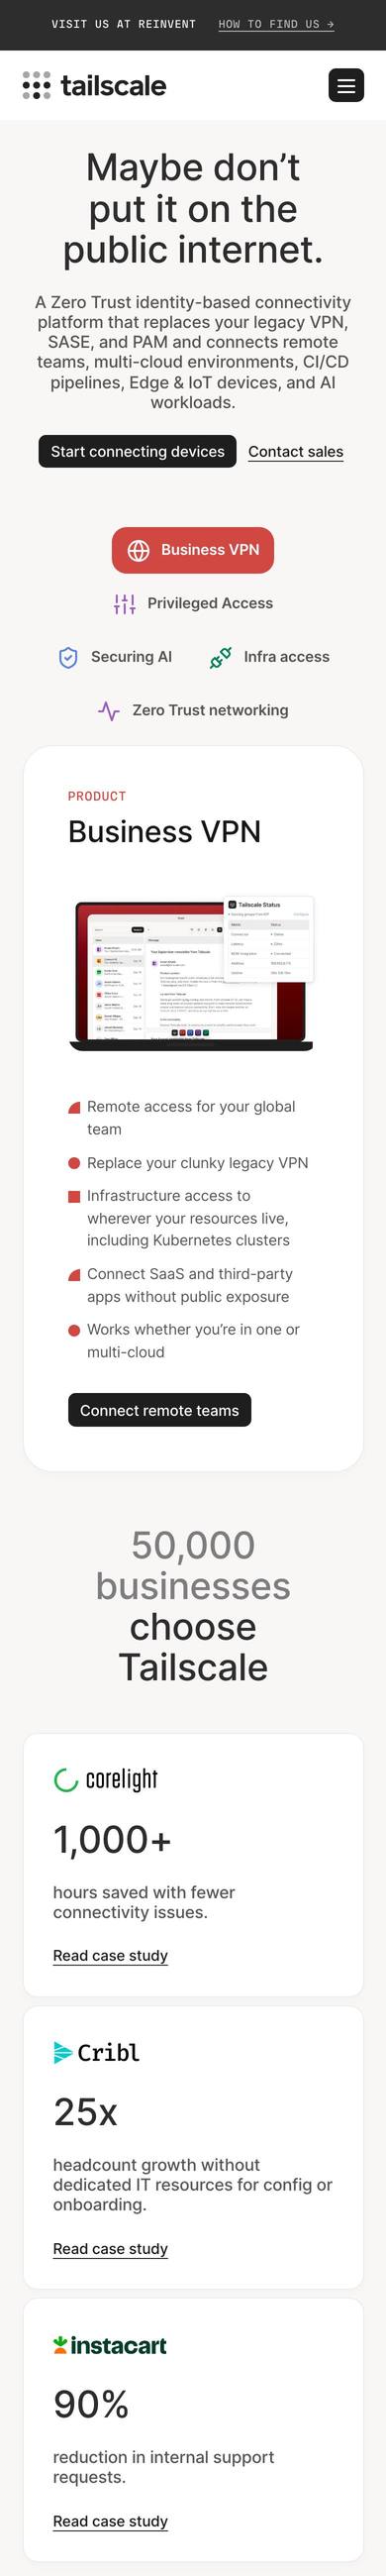 VISIT US AT REINVENT HOW TO FIND US →
tailscale
Maybe don’t
put it on the
public internet.
A Zero Trust identity-based connectivity
platform that replaces your legacy VPN,
SASE, and PAM and connects remote
teams, multi-cloud environments, CI/CD
pipelines, Edge & IoT devices, and AI
workloads.
Start connecting devices Contact sales
Business VPN
Privileged Access
Securing AI Infra access
Zero Trust networking
PRODUCT
Business VPN
Tailscale Status
Remote access for your global
team
Replace your clunky legacy VPN
Infrastructure access to
wherever your resources live,
including Kubernetes clusters
Connect SaaS and third-party
apps without public exposure
Works whether you’re in one or
multi-cloud
Connect remote teams
50,000
businesses
choose
Tailscale
corelight
1,000+
hours saved with fewer
connectivity issues.
Read case study
Cribl
25x
headcount growth without
dedicated IT resources for config or
onboarding.
Read case study
instacart
90%
reduction in internal support
requests.
Read case study